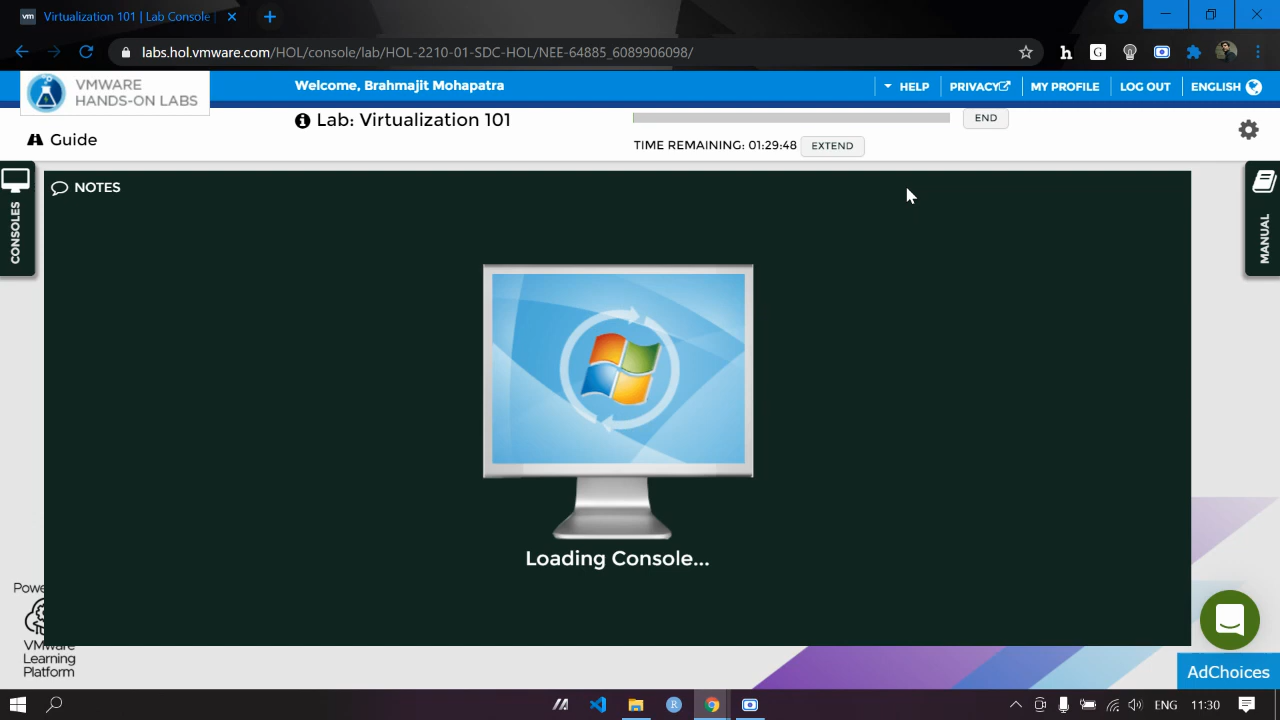 vm Virtualization 101 | Lab Console
labs.hol.vmware.com/HOL/console/lab/HOL-2210-01-SDC-HOL/NEE-64885_6089906098/
VMWARE
HANDS-ON LABS
Welcome, Brahmajit Mohapatra
HELP
PRIVACY
MY PROFILE
LOG OUT
ENGLISH
Guide
Lab: Virtualization 101
END
TIME REMAINING: 01:29:48
EXTEND
CONSOLES
NOTES
MANUAL
Loading Console...
Powe
VMware
Learning
Platform
AdChoices
ENG
11:30